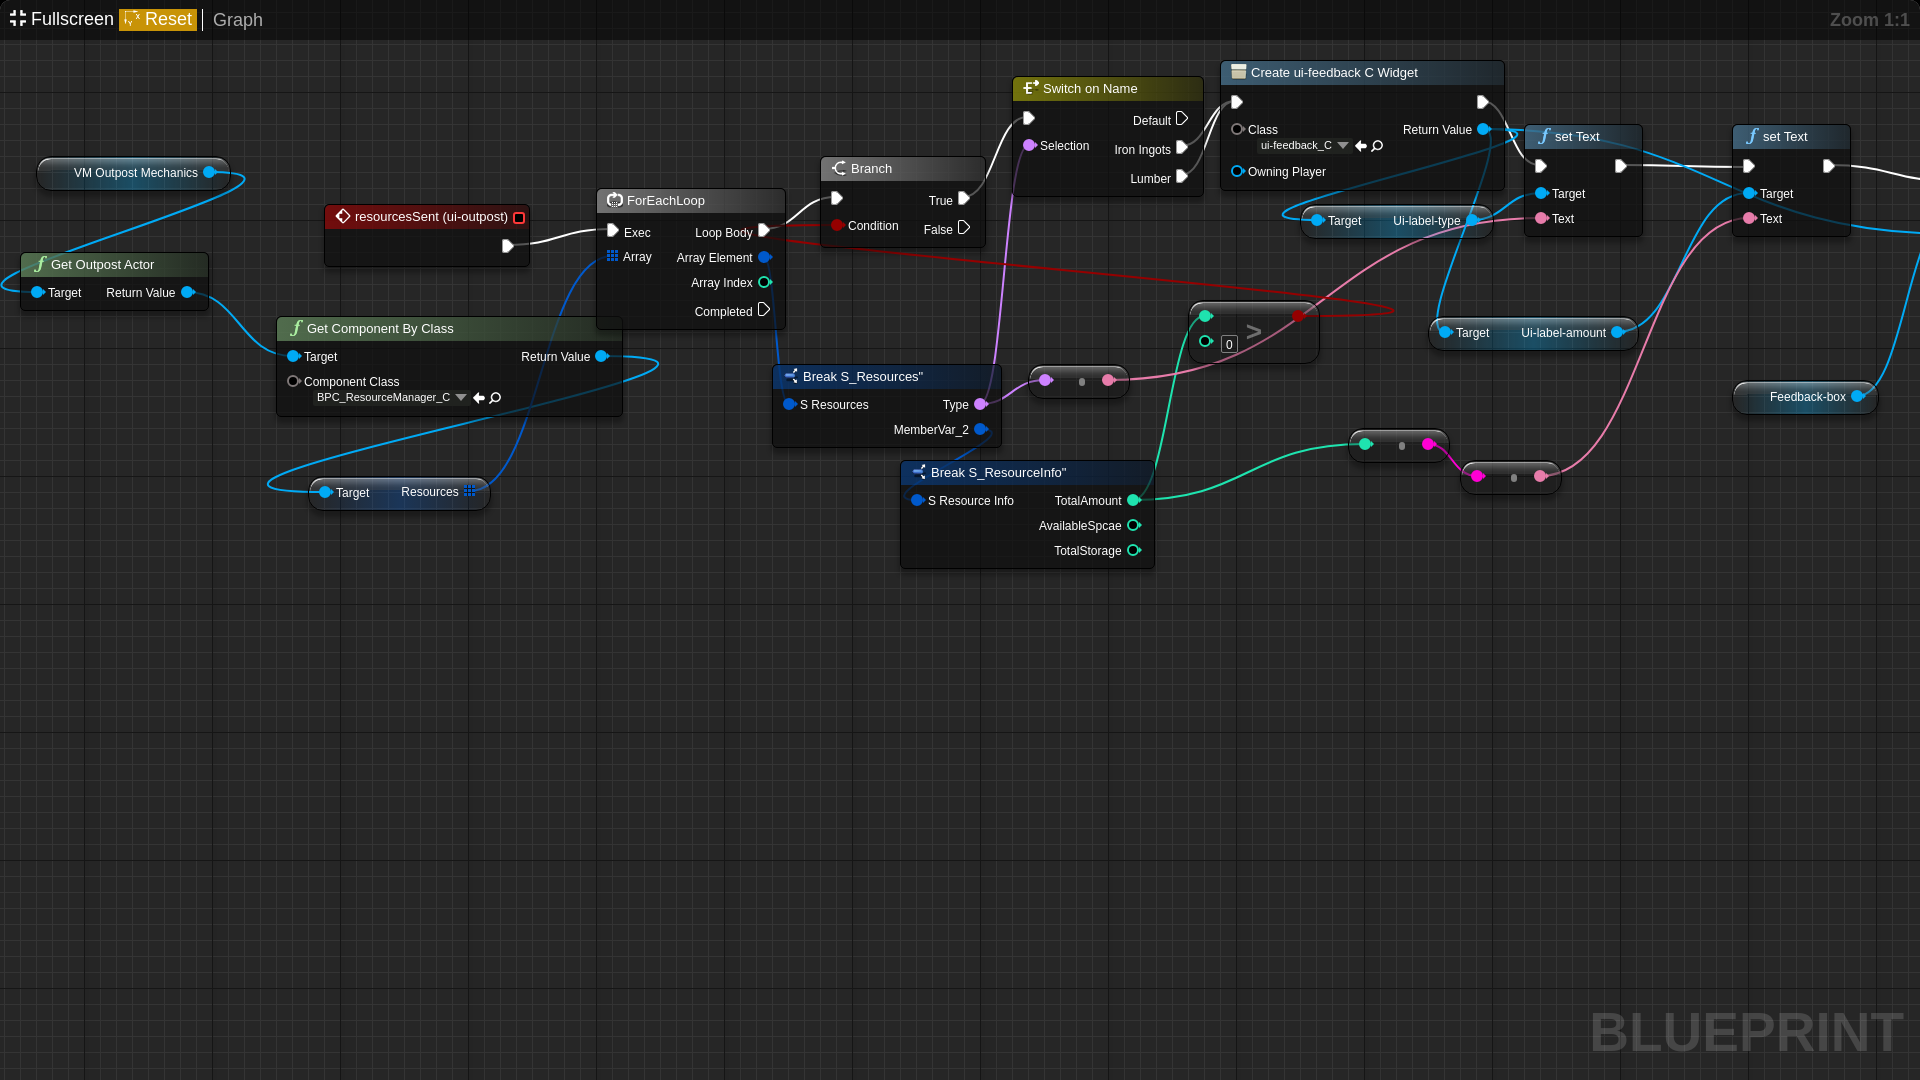 Fullscreen Reset Graph
Zoom 1:1
VM Outpost Mechanics
Get Outpost Actor
Target Return Value
resourcesSent (ui-outpost)
Get Component By Class
Target Return Value
Component Class
BPC_ResourceManager_C
Target Resources
ForEachLoop
Exec Loop Body
Array Array Element
Array Index
Completed
Branch
True
Condition
False
Switch on Name
Default
Selection
Iron Ingots
Lumber
Break S_Resources"
S Resources Type
MemberVar_2
Break S_ResourceInfo"
S Resource Info TotalAmount
AvailableSpcae
TotalStorage
0 >
Create ui-feedback C Widget
Class Return Value
ui-feedback_C
Owning Player
Target Ui-label-type
set Text
Target
Text
Target Ui-label-amount
set Text
Target
Text
Feedback-box
BLUEPRINT